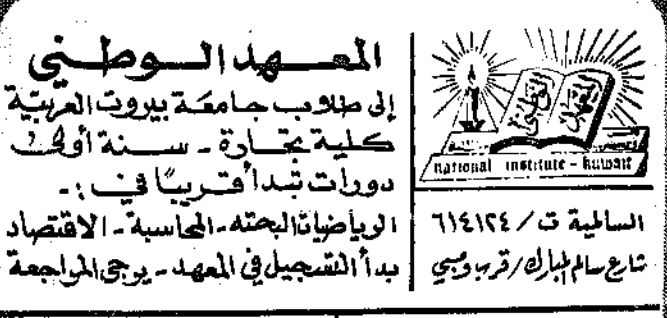 المعهد الوطني
إلى طلاب جامعة بيروت العربية
كلية تجارة - سنة أولى
دورات تبدأ قريبًا في :-
الرياضيات البحته - المحاسبة - الاقتصاد
بدأ التسجيل في المعهد - يرجى المراجعة
national institute - kuwait
السالمية ت / ٦١٤١٢٤
شارع سالم المبارك / قرب ومبي